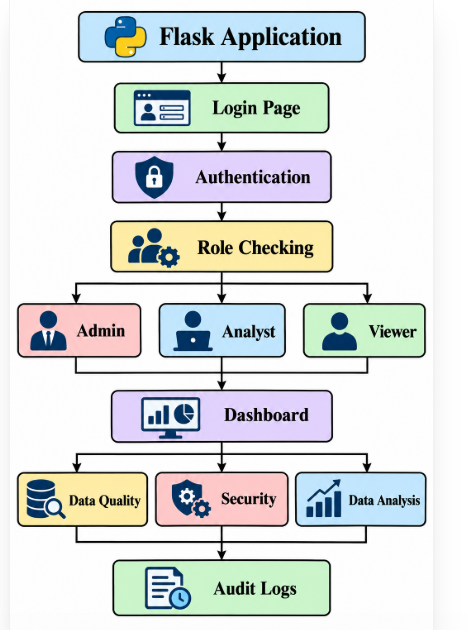 Flask Application
Login Page
Authentication
Role Checking
Admin
Analyst
Viewer
Dashboard
Data Quality
Security
Data Analysis
Audit Logs